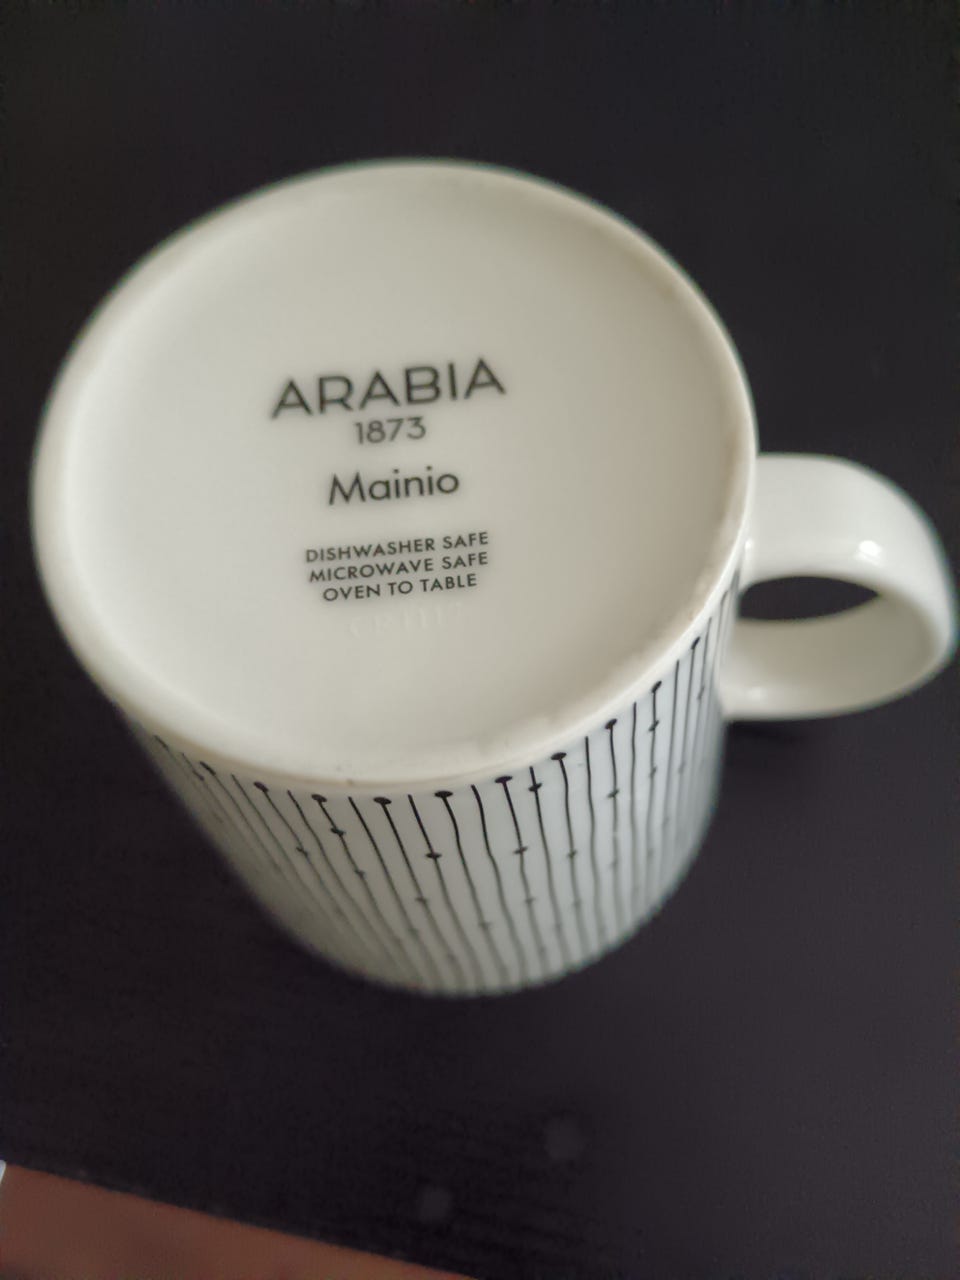 ARABIA
1873
Mainio
DISHWASHER SAFE
MICROWAVE SAFE
OVEN TO TABLE